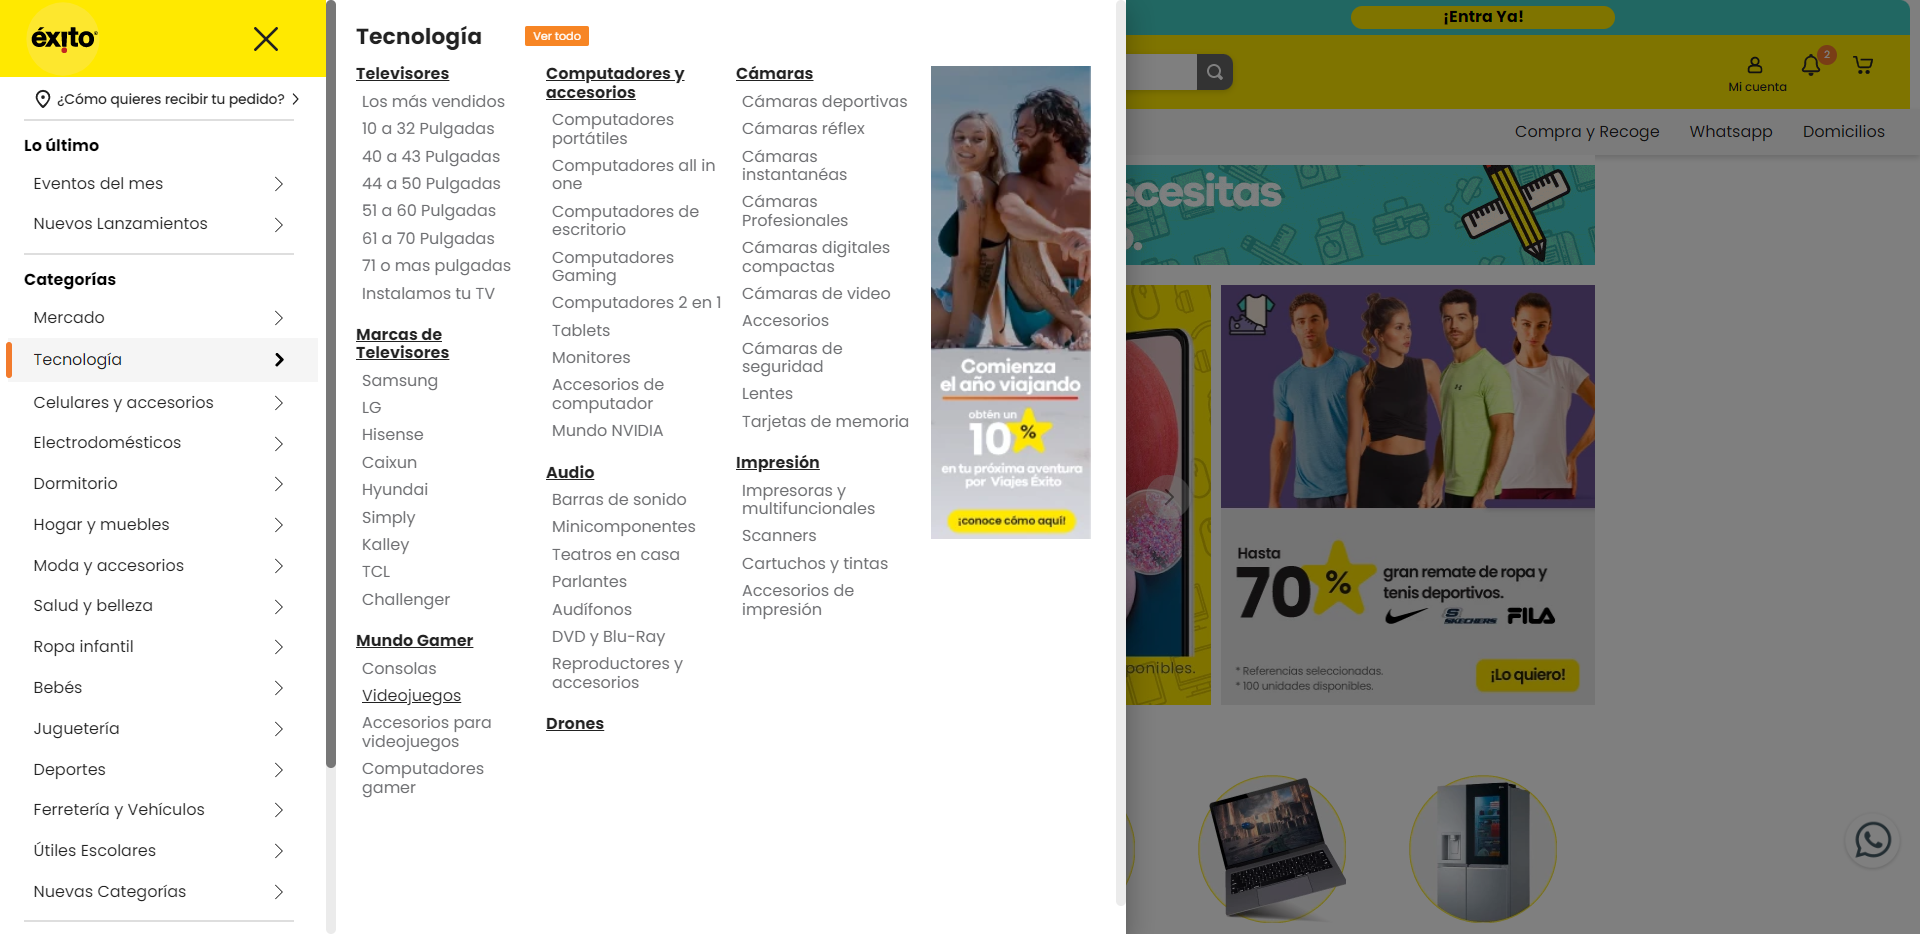 éxito
¿Cómo quieres recibir tu pedido?
Lo último
Eventos del mes
Nuevos Lanzamientos
Categorías
Mercado
Tecnología
Celulares y accesorios
Electrodomésticos
Dormitorio
Hogar y muebles
Moda y accesorios
Salud y belleza
Ropa infantil
Bebés
Juguetería
Deportes
Ferretería y Vehículos
Útiles Escolares
Nuevas Categorías
Tecnología
Ver todo
Televisores
Los más vendidos
10 a 32 Pulgadas
40 a 43 Pulgadas
44 a 50 Pulgadas
51 a 60 Pulgadas
61 a 70 Pulgadas
71 o mas pulgadas
Instalamos tu TV
Marcas de
Televisores
Samsung
LG
Hisense
Caixun
Hyundai
Simply
Kalley
TCL
Challenger
Mundo Gamer
Consolas
Videojuegos
Accesorios para
videojuegos
Computadores
gamer
Computadores y
accesorios
Computadores
portátiles
Computadores all in
one
Computadores de
escritorio
Computadores
Gaming
Computadores 2 en 1
Tablets
Monitores
Accesorios de
computador
Mundo NVIDIA
Audio
Barras de sonido
Minicomponentes
Teatros en casa
Parlantes
Audífonos
DVD y Blu-Ray
Reproductores y
accesorios
Drones
Cámaras
Cámaras deportivas
Cámaras réflex
Cámaras
instantanéas
Cámaras
Profesionales
Cámaras digitales
compactas
Cámaras de video
Accesorios
Cámaras de
seguridad
Lentes
Tarjetas de memoria
Impresión
Impresoras y
multifuncionales
Scanners
Cartuchos y tintas
Accesorios de
impresión
Comienza
el año viajando
obtén un
10%
en tu próxima aventura
por Viajes Éxito
¡conoce cómo aquí!
¡Entra Ya!
2
Mi cuenta
Compra y Recoge
Whatsapp
Domicilios
ecesitas
o.
ponibles.
Hasta
70%
gran remate de ropa y
tenis deportivos.
SKECHERS FILA
* Referencias seleccionadas.
* 100 unidades disponibles.
¡Lo quiero!